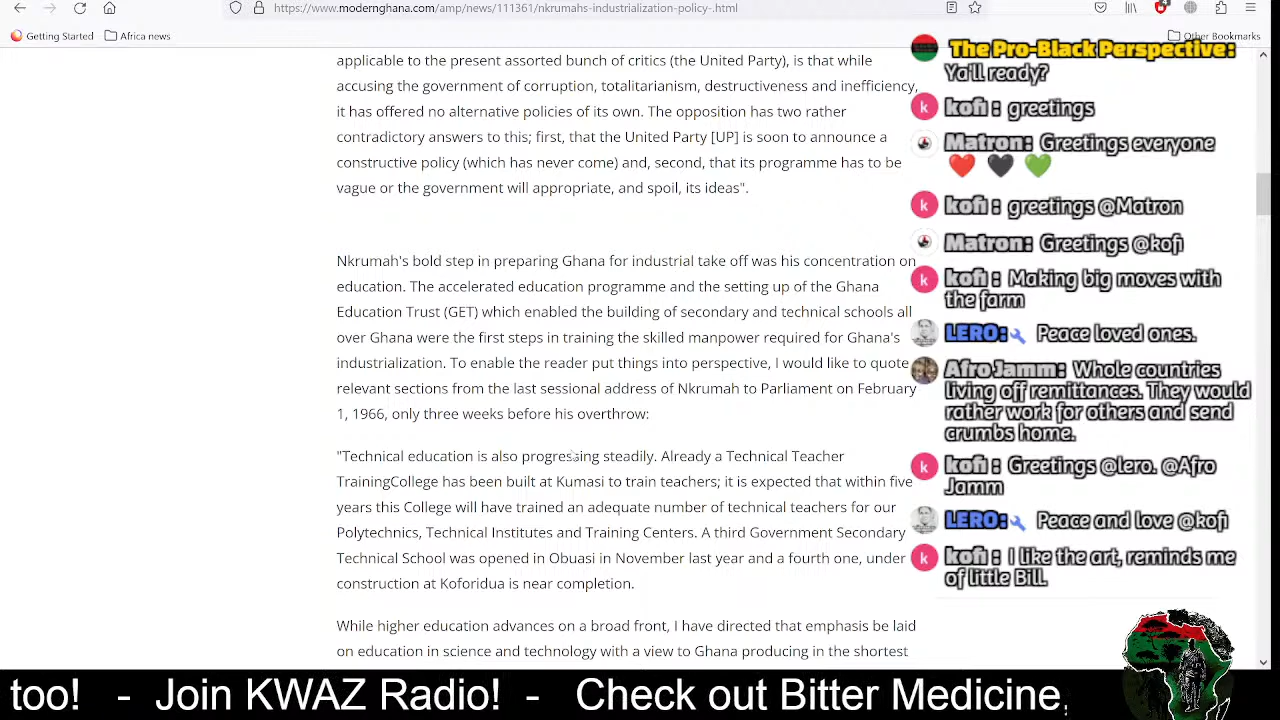 https://www.modernghana.com/amp/news/111361/nkrumahs-industrialization-policy-.html
Getting Started
Africa news
Other Bookmarks
applicable to the present assorted bunch of critics (the United Party), is that while
accusing the government of corruption, totalitarianism, destructiveness and inefficiency,
it has offered no alternative policies of its own. The opposition has two rather
contradictory answers to this; first, that the United Party [UP] is soon to announce a
constructive policy (which has never come) and, second, that its programme has to be
vague or the government will appropriate, and spoil, its ideas".
Nkrumah's bold step in preparing Ghana for industrial take off was his concentration on
education. The accelerated education programme and the setting up of the Ghana
Education Trust (GET) which enabled the building of secondary and technical schools all
over Ghana were the first steps in training the skilled manpower required for Ghana's
industrialization. To enable the reader put things into perspective, I would like to quote
relevant sections from the last sessional address of Nkrumah to Parliament on February
1, 1966, only three weeks before his overthrow:
"Technical education is also progressing steadily. Already a Technical Teacher
TrainingCollege has been built at Kumasi to train teachers; it is expected that within five
years this College will have trained an adequate number of technical teachers for our
Polytechnics, Technical Institutes and Training Centers. A third Government Secondary
Technical School was opened in Obuasi in November last year and a fourth one, under
construction at Koforidua is near completion.
While higher education advances on a broad front, I have directed that emphasis be laid
on education in science and technology with a view to Ghana producing in the shortest
The Pro-Black Perspective:
Ya'll ready?
k kofi : greetings
Matron: Greetings everyone
❤️ 🖤 💚
k kofi : greetings @Matron
Matron: Greetings @kofi
k kofi : Making big moves with
the farm
LERO: Peace loved ones.
Afro Jamm: Whole countries
living off remittances. They would
rather work for others and send
crumbs home.
k kofi : Greetings @lero. @Afro
Jamm
LERO: Peace and love @kofi
k kofi : I like the art, reminds me
of little Bill.
too! - Join KWAZ Radio! - Check out Bitter Medicine,